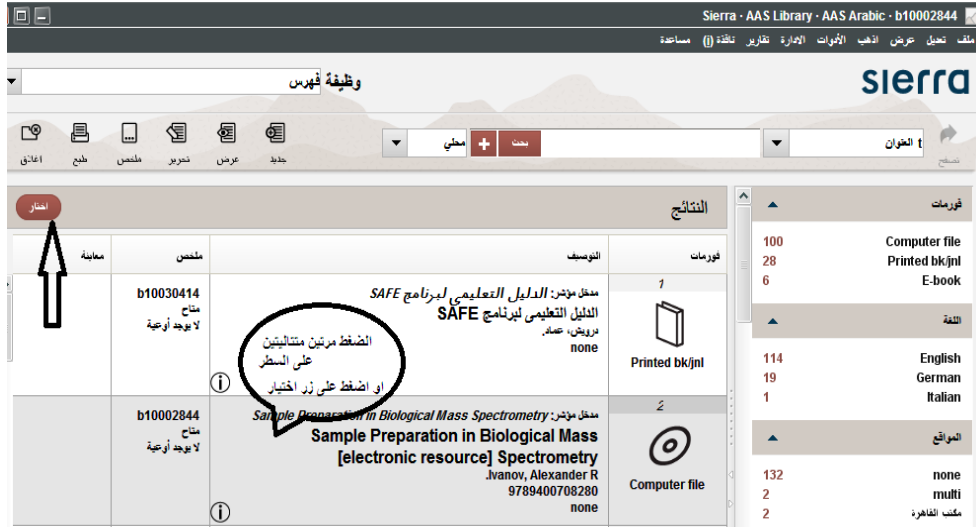 Sierra · AAS Library · AAS Arabic · b10002844
ملف تعديل عرض اذهب الأدوات الادارة تقارير نافذة (j) مساعدة
sierra
وظيفة فهرس
t العنوان
بحث
محلي
تصفح
جديد
عرض
تحرير
ملخص
طبع
اغلاق
النتائج
اختار
فورمات
التوصيف
ملخص
معاينة
1
Printed bk/jnl
مدخل مؤشر: الدليل التعليمى لبرنامج SAFE
الدليل التعليمى لبرنامج SAFE
درويش، عماد.
none
b10030414
متاح
لا يوجد أوعية
الضغط مرتين متتاليتين
على السطر
او اضغط على زر اختيار
2
Computer file
مدخل مؤشر: Sample Preparation in Biological Mass Spectrometry
Sample Preparation in Biological Mass
[electronic resource] Spectrometry
.Ivanov, Alexander R
9789400708280
none
b10002844
متاح
لا يوجد أوعية
فورمات
Computer file 100
Printed bk/jnl 28
E-book 6
اللغة
English 114
German 19
Italian 1
المواقع
none 132
multi 2
مكتب القاهرة 2